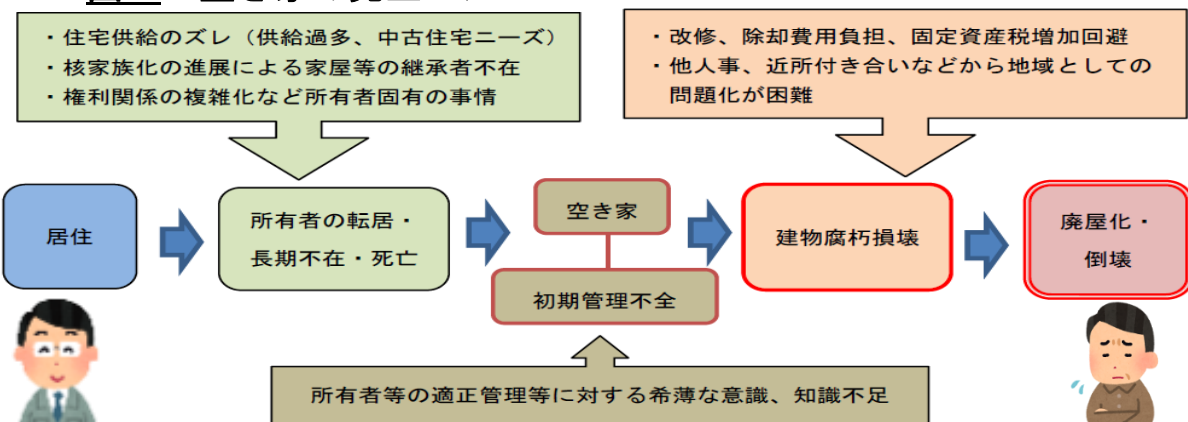 ・住宅供給のズレ（供給過多、中古住宅ニーズ）
・核家族化の進展による家屋等の継承者不在
・権利関係の複雑化など所有者固有の事情
・改修、除却費用負担、固定資産税増加回避
・他人事、近所付き合いなどから地域としての
問題化が困難
居住
所有者の転居・
長期不在・死亡
空き家
初期管理不全
建物腐朽損壊
廃屋化・
倒壊
所有者等の適正管理等に対する希薄な意識、知識不足